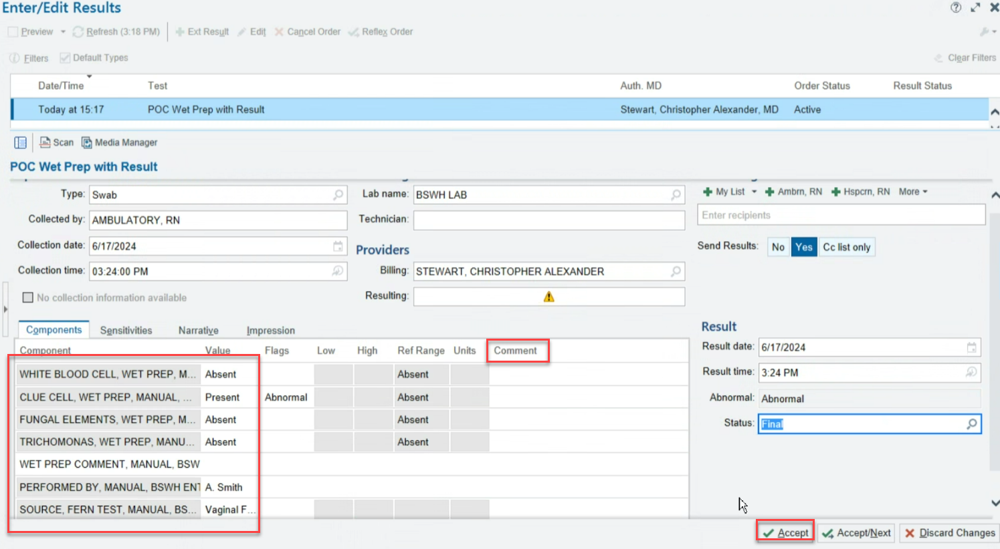 Enter/Edit Results
Preview Refresh (3:18 PM) Ext Result Edit Cancel Order Reflex Order
Filters Default Types Clear Filters
Date/Time Test Auth. MD Order Status Result Status
Today at 15:17 POC Wet Prep with Result Stewart, Christopher Alexander, MD Active
Scan Media Manager
POC Wet Prep with Result
Type: Swab Lab name: BSWH LAB My List Ambrn, RN Hspcrn, RN More
Enter recipients
Collected by: AMBULATORY, RN Technician:
Collection date: 6/17/2024 Providers Send Results: No Yes Cc list only
Collection time: 03:24:00 PM Billing: STEWART, CHRISTOPHER ALEXANDER
No collection information available Resulting:
Components Sensitivities Narrative Impression Result
Component Value Flags Low High Ref Range Units Comment Result date: 6/17/2024
WHITE BLOOD CELL, WET PREP, M... Absent Absent Result time: 3:24 PM
CLUE CELL, WET PREP, MANUAL, ... Present Abnormal Absent Abnormal: Abnormal
FUNGAL ELEMENTS, WET PREP, M... Absent Absent Status: Final
TRICHOMONAS, WET PREP, MANU... Absent Absent
WET PREP COMMENT, MANUAL, BSW
PERFORMED BY, MANUAL, BSWH ENT A. Smith
SOURCE, FERN TEST, MANUAL, BS... Vaginal F...
Accept Accept/Next Discard Changes